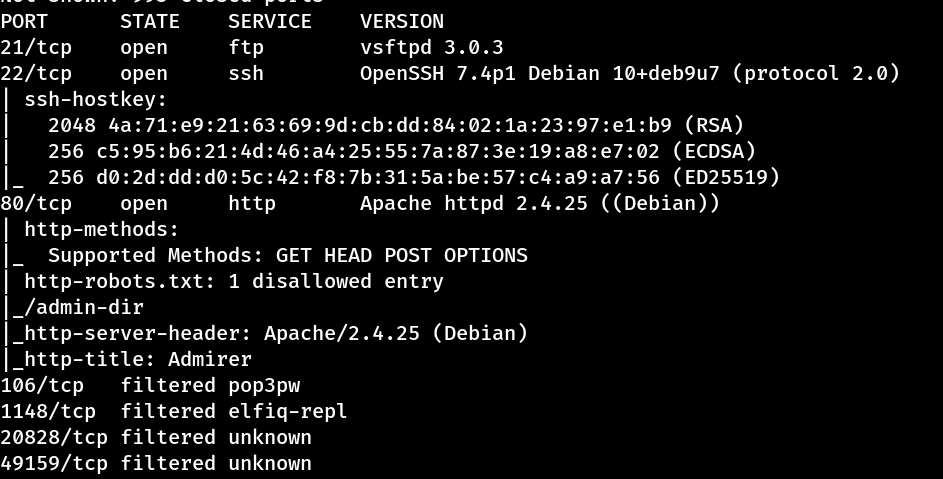 PORT STATE SERVICE VERSION
21/tcp open ftp vsftpd 3.0.3
22/tcp open ssh OpenSSH 7.4p1 Debian 10+deb9u7 (protocol 2.0)
| ssh-hostkey:
| 2048 4a:71:e9:21:63:69:9d:cb:dd:84:02:1a:23:97:e1:b9 (RSA)
| 256 c5:95:b6:21:4d:46:a4:25:55:7a:87:3e:19:a8:e7:02 (ECDSA)
|_ 256 d0:2d:dd:d0:5c:42:f8:7b:31:5a:be:57:c4:a9:a7:56 (ED25519)
80/tcp open http Apache httpd 2.4.25 ((Debian))
| http-methods:
|_ Supported Methods: GET HEAD POST OPTIONS
| http-robots.txt: 1 disallowed entry
|_/admin-dir
|_http-server-header: Apache/2.4.25 (Debian)
|_http-title: Admirer
106/tcp filtered pop3pw
1148/tcp filtered elfiq-repl
20828/tcp filtered unknown
49159/tcp filtered unknown